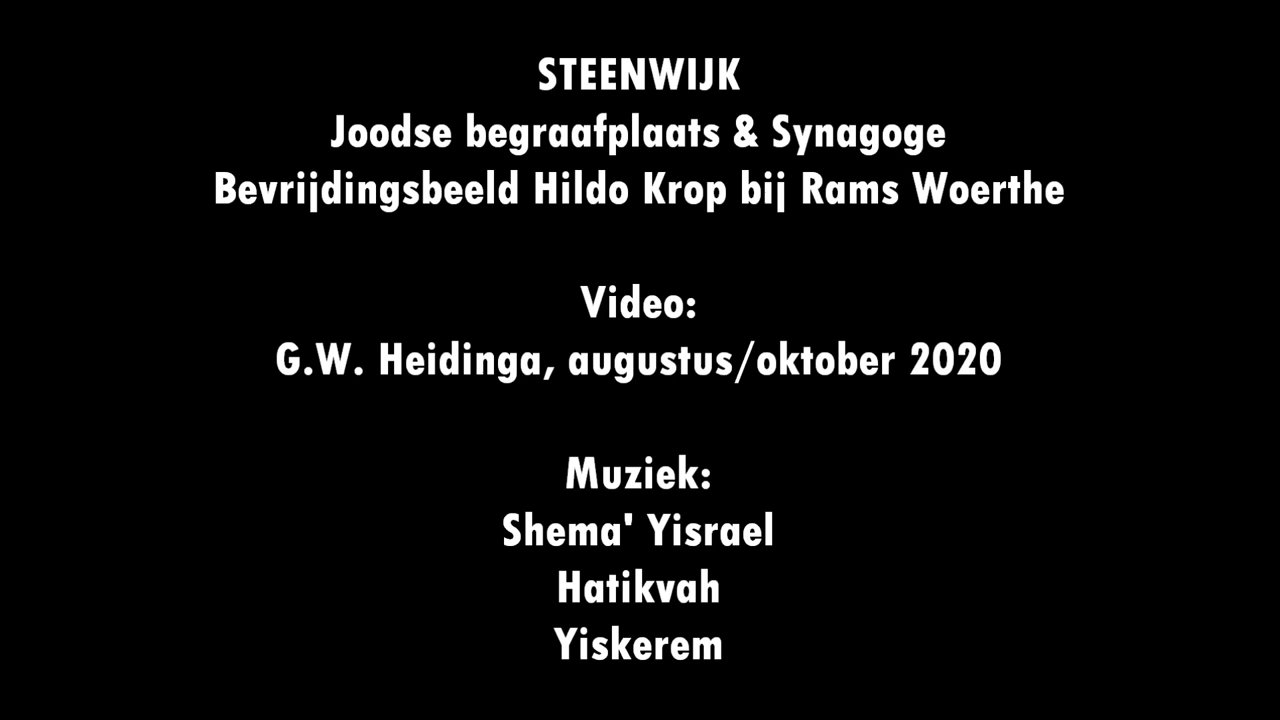 STEENWIJK
Joodse begraafplaats & Synagoge
Bevrijdingsbeeld Hildo Krop bij Rams Woerthe
Video:
G.W. Heidinga, augustus/oktober 2020
Muziek:
Shema' Yisrael
Hatikvah
Yiskerem